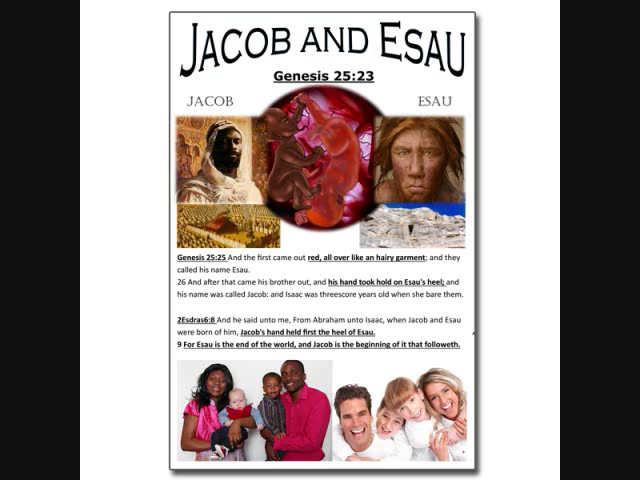 JACOB AND ESAU
Genesis 25:23
JACOB
ESAU
Genesis 25:25 And the first came out red, all over like an hairy garment; and they
called his name Esau.
26 And after that came his brother out, and his hand took hold on Esau's heel; and
his name was called Jacob: and Isaac was threescore years old when she bare them.
2Esdras6:8 And he said unto me, From Abraham unto Isaac, when Jacob and Esau
were born of him, Jacob's hand held first the heel of Esau.
9 For Esau is the end of the world, and Jacob is the beginning of it that followeth.